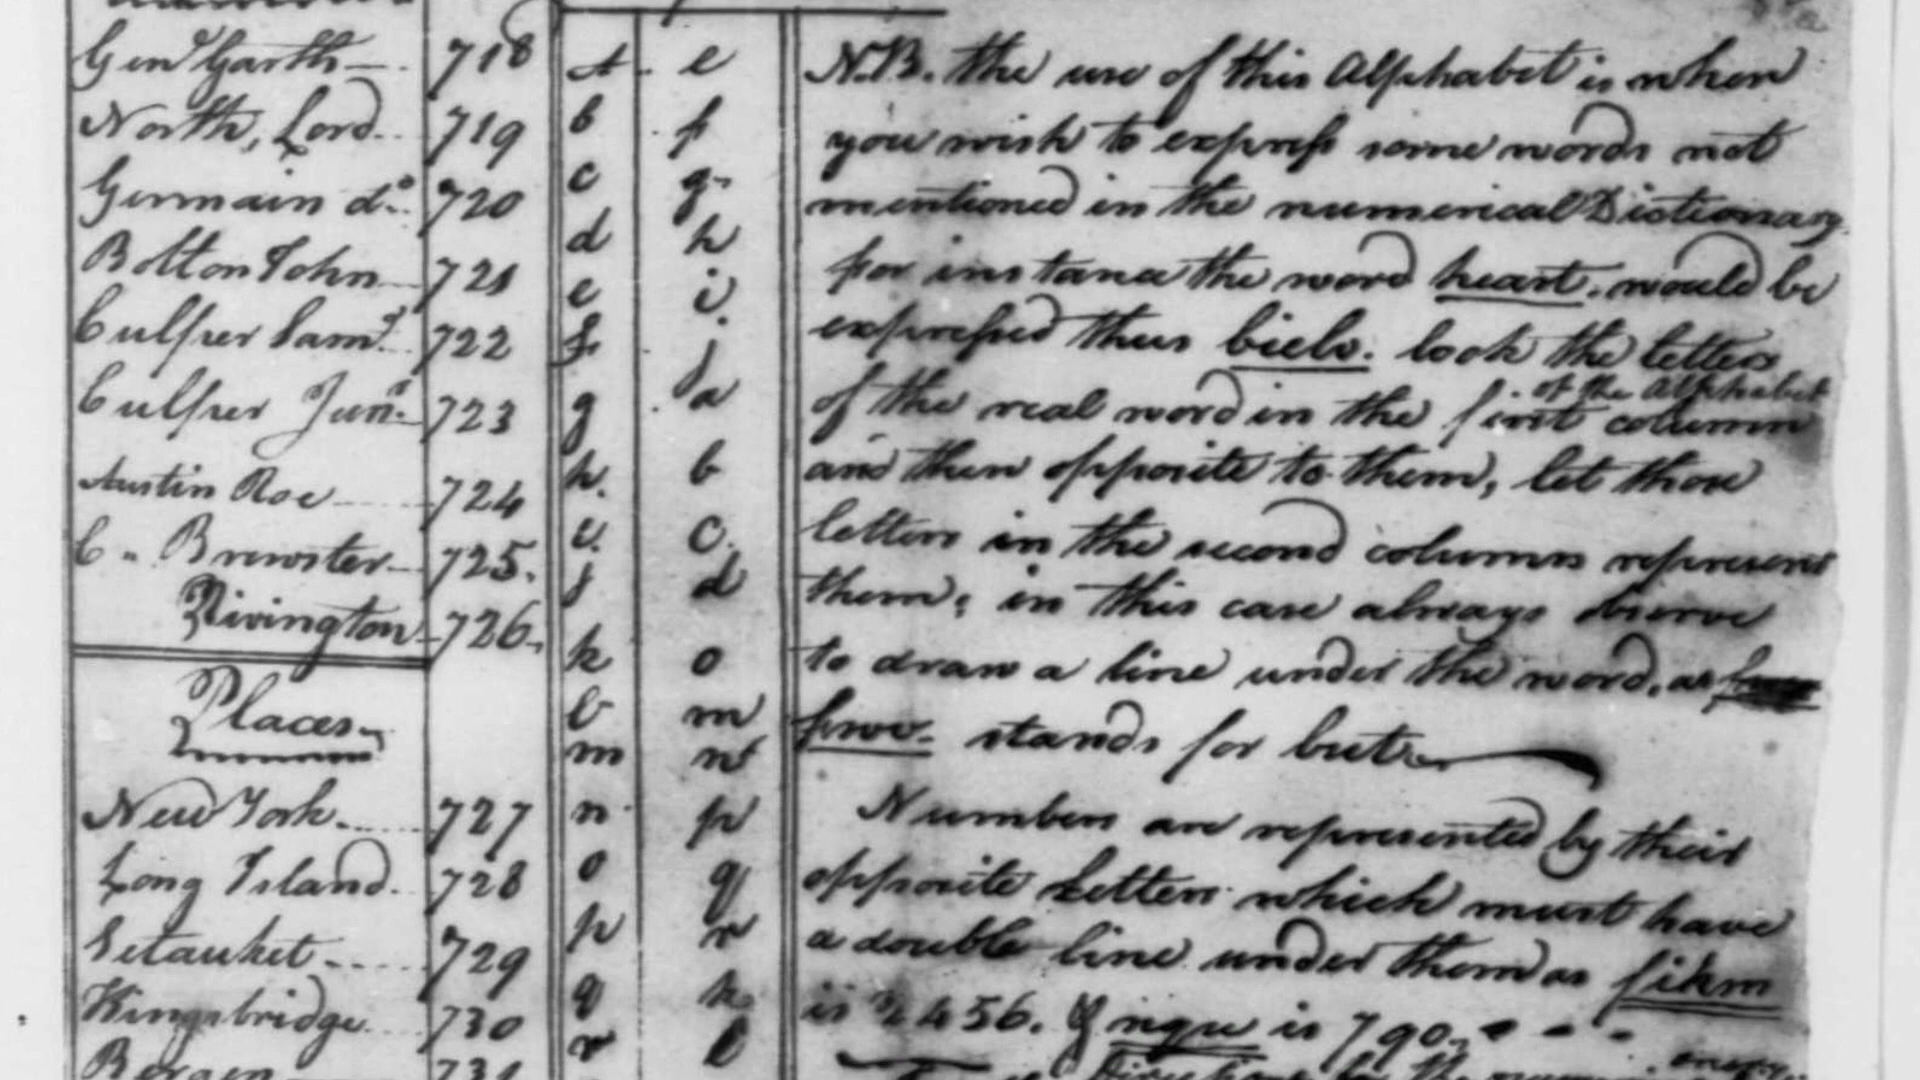 Genl Garth 718
North, Lord 719
Germain do. 720
Bolton John 721
Culper Saml. 722
Culper Junr. 723
Austin Roe 724
C. Brewster 725.
Rivington 726.
Places
New York 727
Long Island 728
Setauket 729
Kingsbridge 730
Bergen 731
A e
b f
c g
d h
e i
f j
g a
h b
i c
j d
k o
l m
m n
n p
o q
p r
q k
r l
N.B. the use of this Alphabet is when
you wish to express some words not
mentioned in the numerical Dictionary
for instance the word heart. would be
expressed thus biels. look the letters
of the real word in the first column
of the Alphabet
and then opposite to them, let those
letters in the second columns represent
them; in this case always observe
to draw a line under the word, as
fwv. stands for but
Numbers are represented by their
opposite Letters which must have
a double line under them as fikm
is 2456. & nqu is 790.